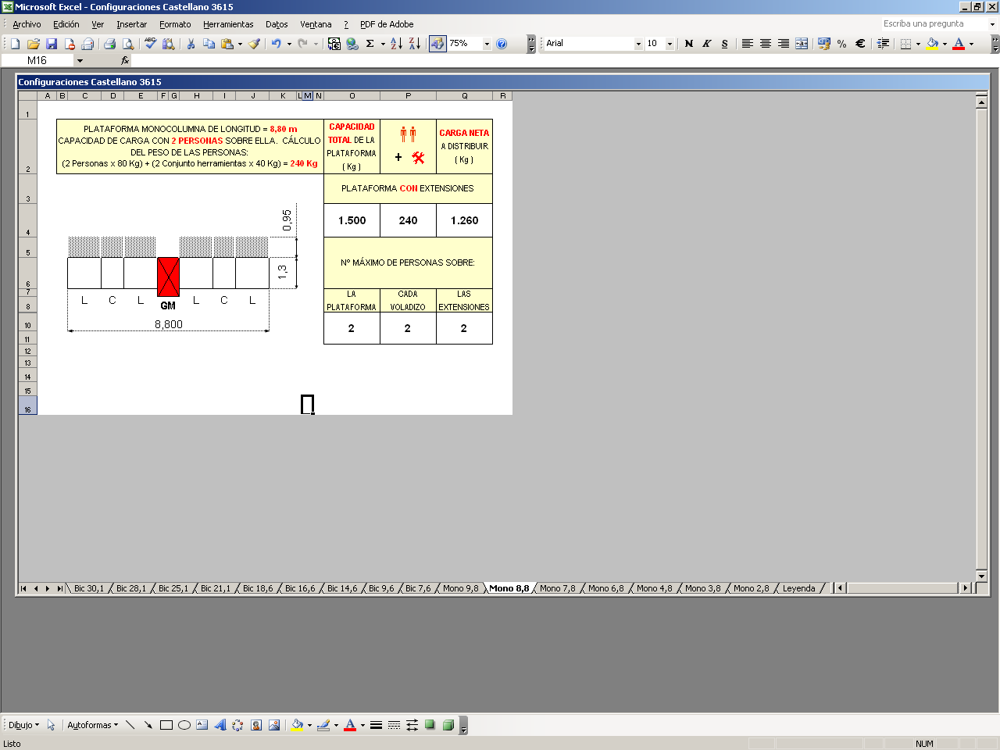 Microsoft Excel - Configuraciones Castellano 3615
Archivo Edición Ver Insertar Formato Herramientas Datos Ventana ? PDF de Adobe
Escriba una pregunta
75%
Arial
10
N K S
% €
M16
fx
Configuraciones Castellano 3615
A B C D E F G H I J K L M N O P Q R
1
2
3
4
5
6
7
8
10
11
12
13
14
15
16
PLATAFORMA MONOCOLUMNA DE LONGITUD = 8,80 m
CAPACIDAD DE CARGA CON 2 PERSONAS SOBRE ELLA. CÁLCULO
DEL PESO DE LAS PERSONAS:
(2 Personas x 80 Kg) + (2 Conjunto herramientas x 40 Kg) = 240 Kg
CAPACIDAD
TOTAL DE LA
PLATAFORMA
( Kg )
+
CARGA NETA
A DISTRIBUIR
( Kg )
PLATAFORMA CON EXTENSIONES
1.500 240 1.260
Nº MÁXIMO DE PERSONAS SOBRE:
LA
PLATAFORMA
CADA
VOLADIZO
LAS
EXTENSIONES
2 2 2
0,95
1,3
L C L GM L C L
8,800
Bic 30,1 Bic 28,1 Bic 25,1 Bic 21,1 Bic 18,6 Bic 16,6 Bic 14,6 Bic 9,6 Bic 7,6 Mono 9,8 Mono 8,8 Mono 7,8 Mono 6,8 Mono 4,8 Mono 3,8 Mono 2,8 Leyenda
Dibujo Autoformas
Listo
NUM